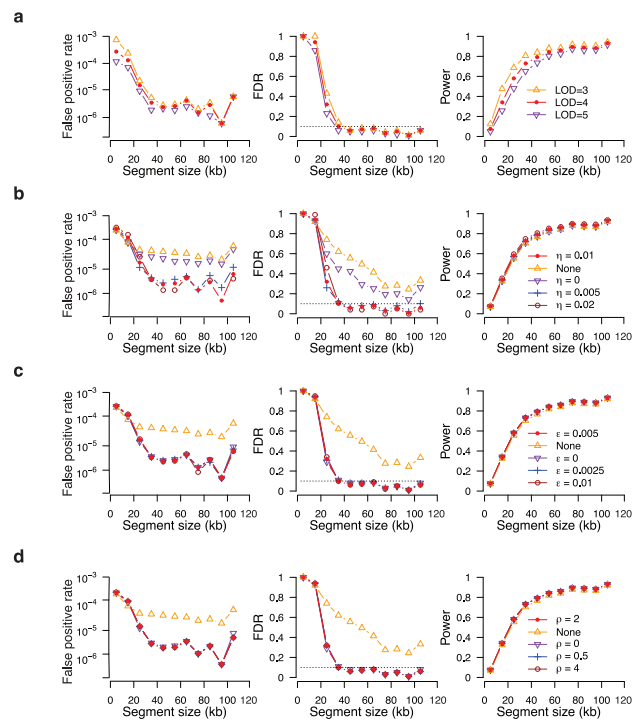 a
False positive rate
10⁻³
10⁻⁴
10⁻⁵
10⁻⁶
0 20 40 60 80 100 120
Segment size (kb)
FDR
1
0.8
0.6
0.4
0.2
0
0 20 40 60 80 100 120
Segment size (kb)
Power
1
0.8
0.6
0.4
0.2
0
LOD=3
LOD=4
LOD=5
0 20 40 60 80 100 120
Segment size (kb)
b
False positive rate
10⁻³
10⁻⁴
10⁻⁵
10⁻⁶
0 20 40 60 80 100 120
Segment size (kb)
FDR
1
0.8
0.6
0.4
0.2
0
0 20 40 60 80 100 120
Segment size (kb)
Power
1
0.8
0.6
0.4
0.2
0
η = 0.01
None
η = 0
η = 0.005
η = 0.02
0 20 40 60 80 100 120
Segment size (kb)
c
False positive rate
10⁻³
10⁻⁴
10⁻⁵
10⁻⁶
0 20 40 60 80 100 120
Segment size (kb)
FDR
1
0.8
0.6
0.4
0.2
0
0 20 40 60 80 100 120
Segment size (kb)
Power
1
0.8
0.6
0.4
0.2
0
ε = 0.005
None
ε = 0
ε = 0.0025
ε = 0.01
0 20 40 60 80 100 120
Segment size (kb)
d
False positive rate
10⁻³
10⁻⁴
10⁻⁵
10⁻⁶
0 20 40 60 80 100 120
Segment size (kb)
FDR
1
0.8
0.6
0.4
0.2
0
0 20 40 60 80 100 120
Segment size (kb)
Power
1
0.8
0.6
0.4
0.2
0
ρ = 2
None
ρ = 0
ρ = 0.5
ρ = 4
0 20 40 60 80 100 120
Segment size (kb)